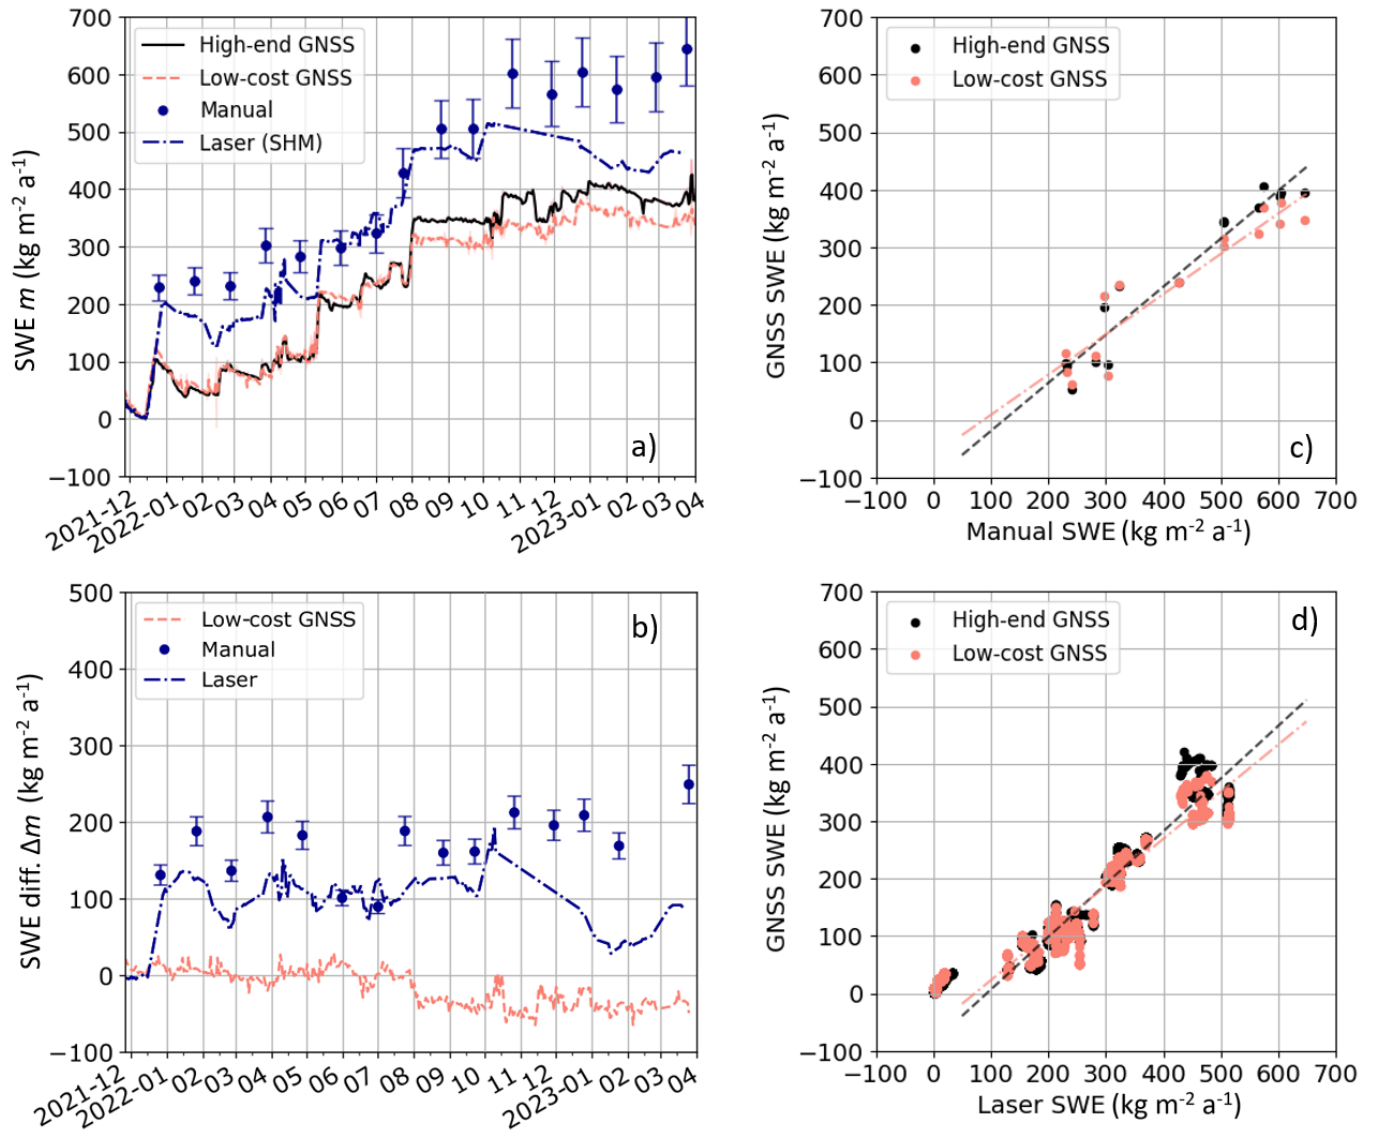 700
600
500
400
300
200
100
0
−100
SWE m (kg m-2 a-1)
High-end GNSS
Low-cost GNSS
Manual
Laser (SHM)
a)
2021-12
2022-01
02
03
04
05
06
07
08
09
10
11
12
2023-01
02
03
04
700
600
500
400
300
200
100
0
−100
GNSS SWE (kg m-2 a-1)
High-end GNSS
Low-cost GNSS
c)
−100 0 100 200 300 400 500 600 700
Manual SWE (kg m-2 a-1)
500
400
300
200
100
0
−100
SWE diff. Δm (kg m-2 a-1)
Low-cost GNSS
Manual
Laser
b)
2021-12
2022-01
02
03
04
05
06
07
08
09
10
11
12
2023-01
02
03
04
700
600
500
400
300
200
100
0
−100
GNSS SWE (kg m-2 a-1)
High-end GNSS
Low-cost GNSS
d)
−100 0 100 200 300 400 500 600 700
Laser SWE (kg m-2 a-1)